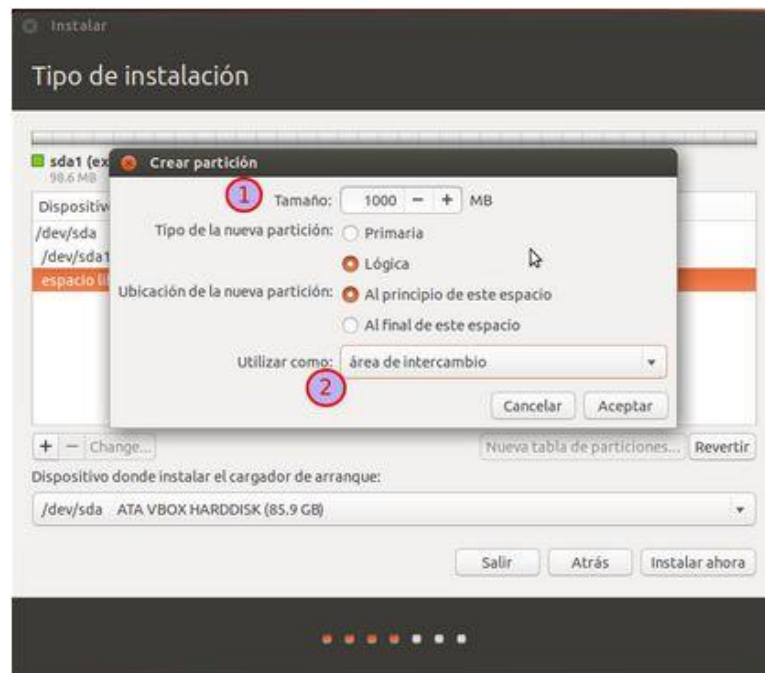 Instalar
Tipo de instalación
sda1 (ex
98.6 MB
Crear partición
1
Tamaño: 1000 − + MB
Dispositiv
Tipo de la nueva partición: Primaria
/dev/sda
Lógica
/dev/sda1
espacio li
Ubicación de la nueva partición: Al principio de este espacio
Al final de este espacio
Utilizar como: área de intercambio
2
Cancelar Aceptar
+ − Change... Nueva tabla de particiones... Revertir
Dispositivo donde instalar el cargador de arranque:
/dev/sda ATA VBOX HARDDISK (85.9 GB)
Salir Atrás Instalar ahora